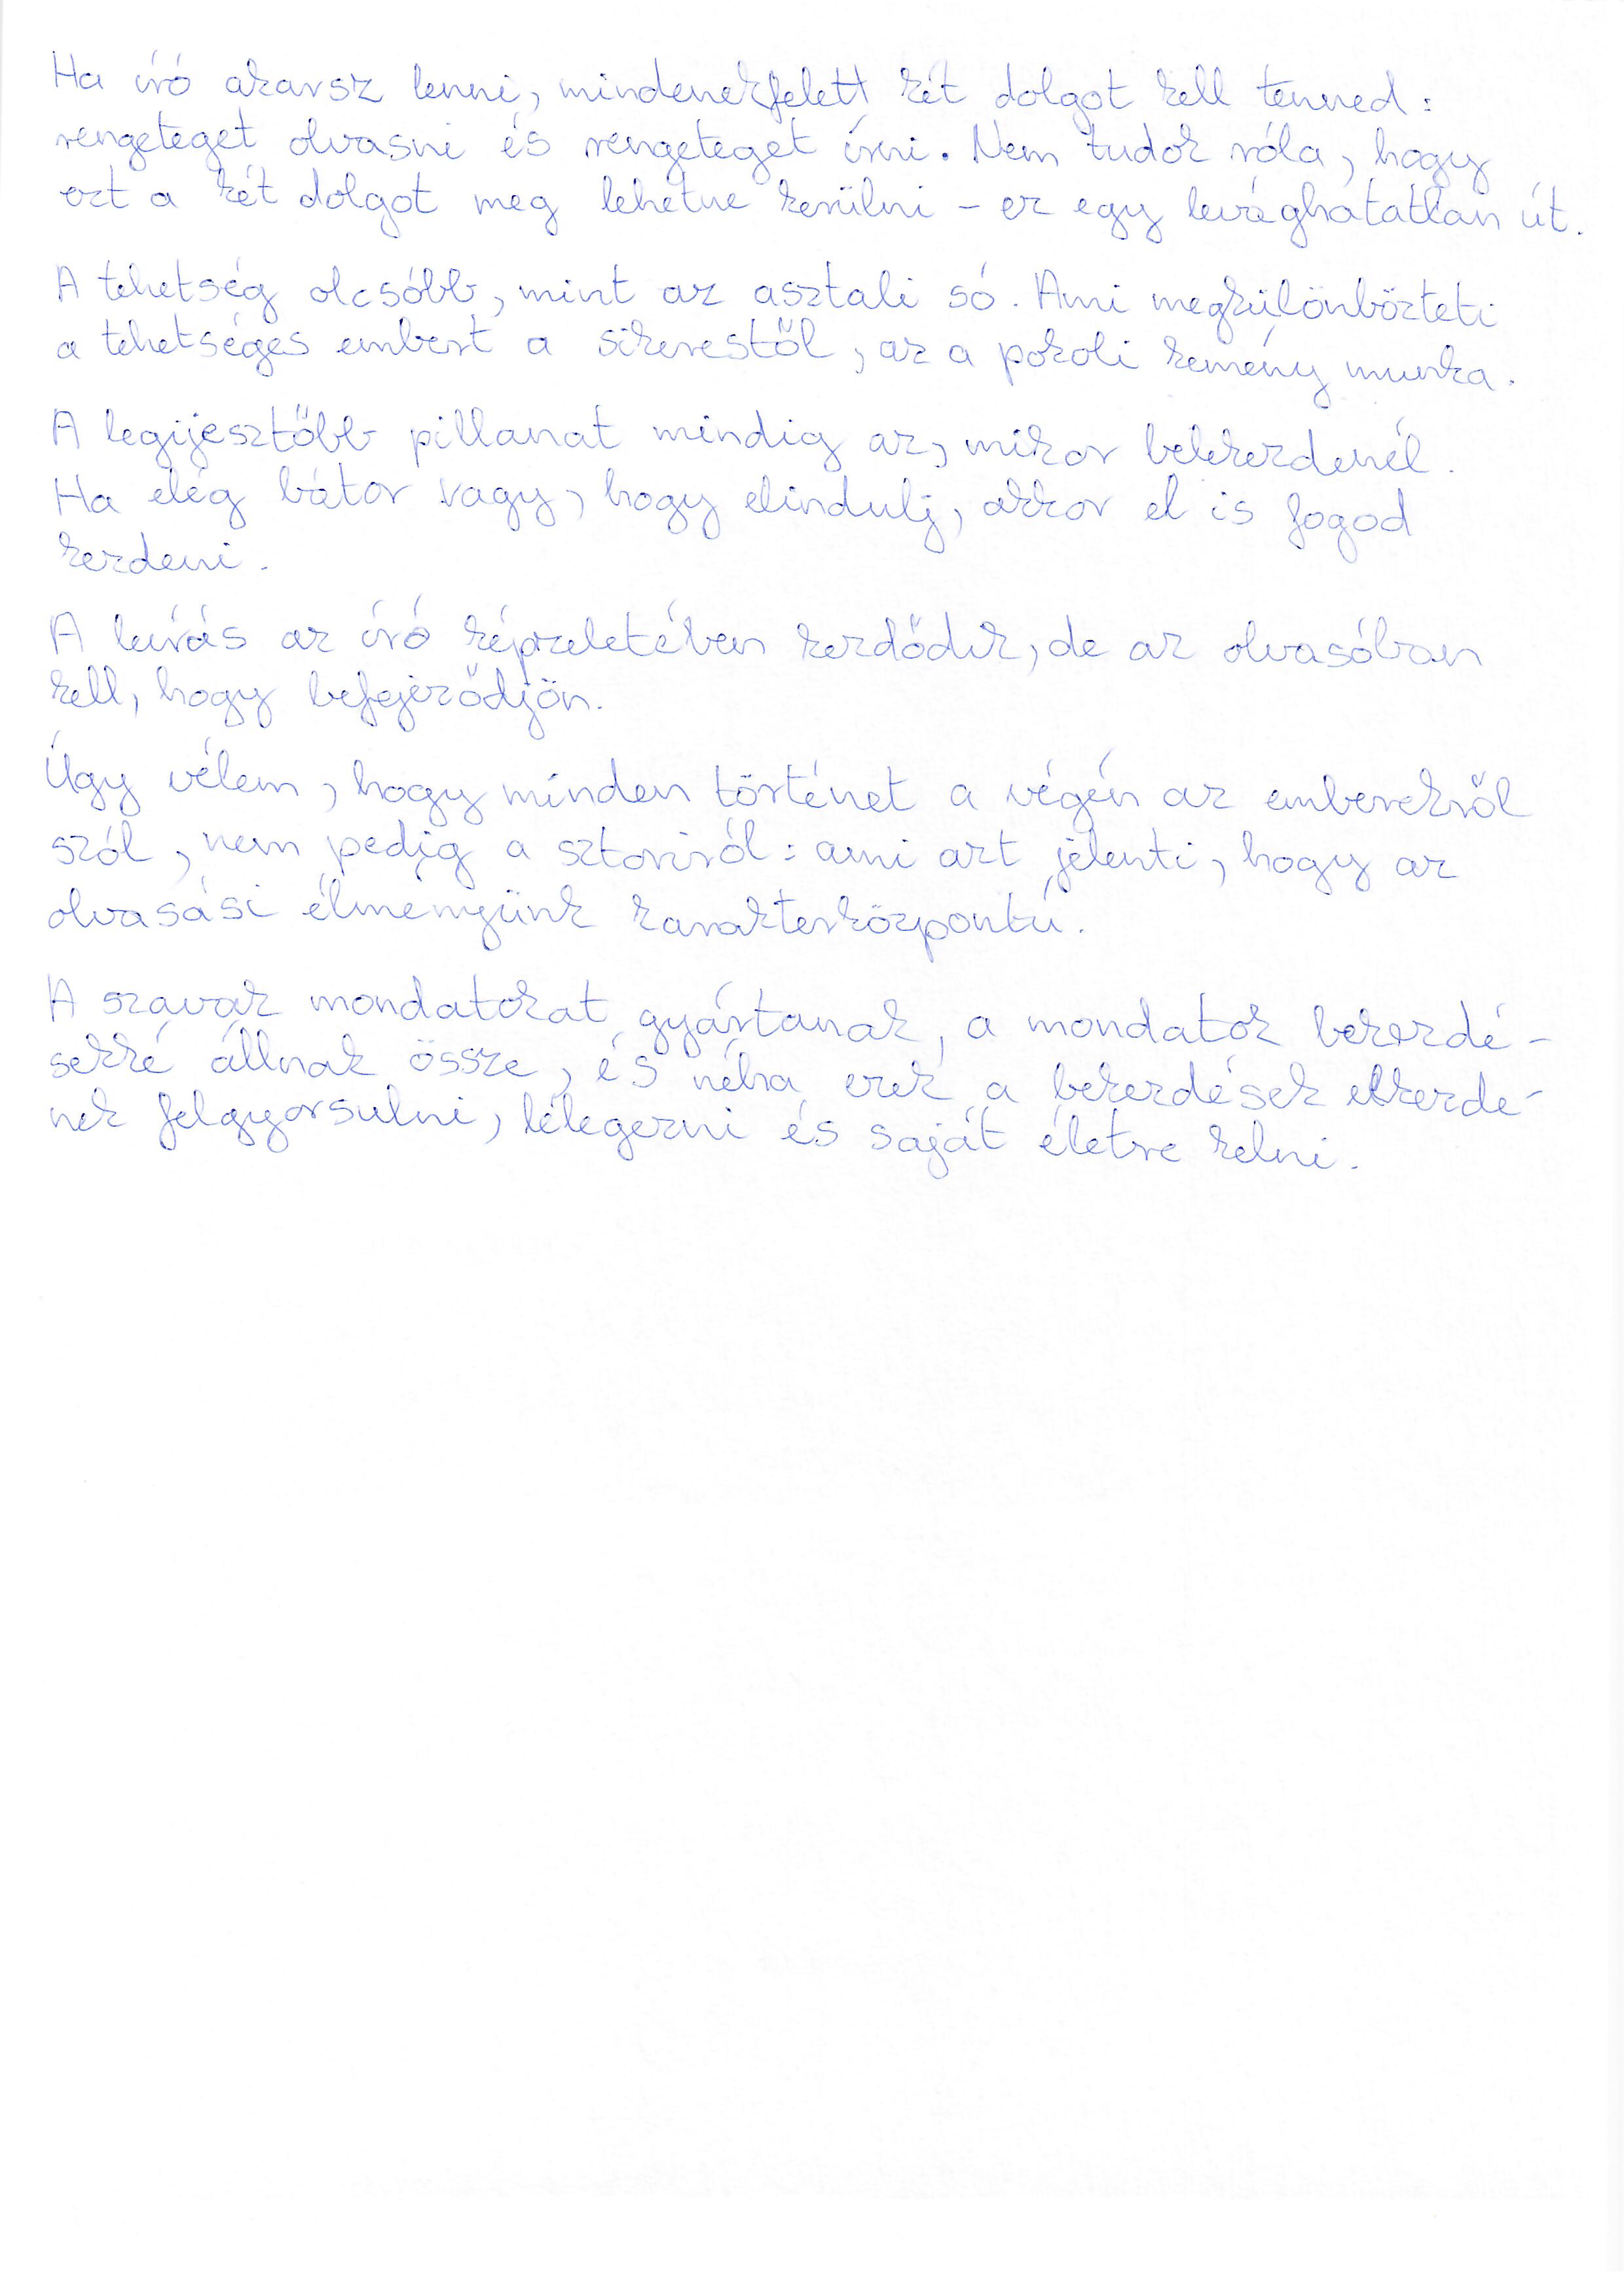 Ha író akarsz lenni, mindenekfelett két dolgot kell tenned:
rengeteget olvasni és rengeteget írni. Nem tudok róla, hogy
ezt a két dolgot meg lehetne kerülni - ez egy levághatatlan út.
A tehetség olcsóbb, mint az asztali só. Ami megkülönbözteti
a tehetséges embert a sikerestől, az a pokoli kemény munka.
A legijesztőbb pillanat mindig az, mikor belekezdenél.
Ha elég bátor vagy, hogy elindulj, akkor el is fogod
kezdeni.
A leírás az író képzeletében kezdődik, de az olvasóban
kell, hogy befejeződjön.
Úgy vélem, hogy minden történet a végén az emberekről
szól, nem pedig a sztoriról: ami azt jelenti, hogy az
olvasási élményünk karakterközpontú.
A szavak mondatokat gyártanak, a mondatok bekezdé-
sekké állnak össze, és néha ezek a bekezdések elkezde-
nek felgyorsulni, lélegezni és saját életre kelni.